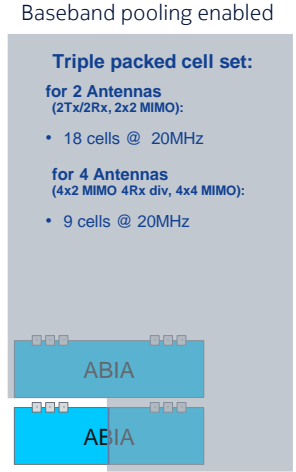 Baseband pooling enabled
Triple packed cell set:
for 2 Antennas
(2Tx/2Rx, 2x2 MIMO):
• 18 cells @ 20MHz
for 4 Antennas
(4x2 MIMO 4Rx div, 4x4 MIMO):
• 9 cells @ 20MHz
ABIA
ABIA